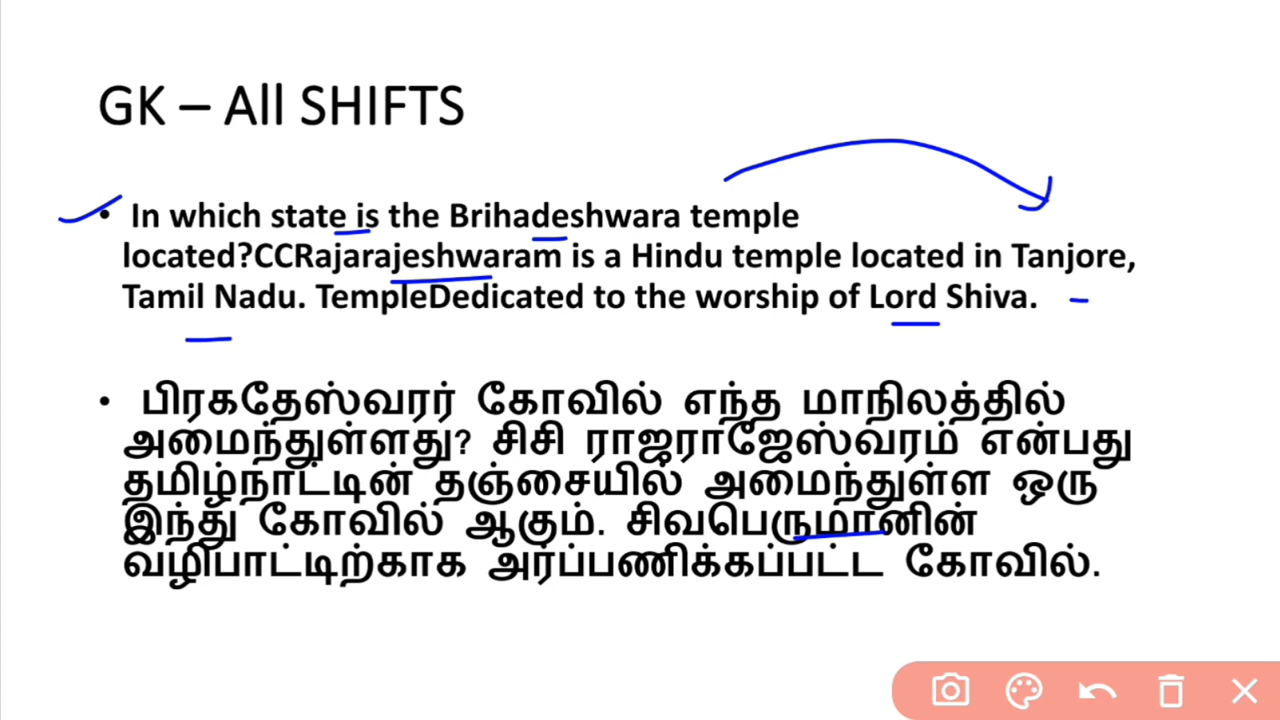 GK – All SHIFTS
• In which state is the Brihadeshwara temple
located?CCRajarajeshwaram is a Hindu temple located in Tanjore,
Tamil Nadu. TempleDedicated to the worship of Lord Shiva.
• பிரகதேஸ்வரர் கோவில் எந்த மாநிலத்தில்
அமைந்துள்ளது? சிசி ராஜராஜேஸ்வரம் என்பது
தமிழ்நாட்டின் தஞ்சையில் அமைந்துள்ள ஒரு
இந்து கோவில் ஆகும். சிவபெருமானின்
வழிபாட்டிற்காக அர்ப்பணிக்கப்பட்ட கோவில்.